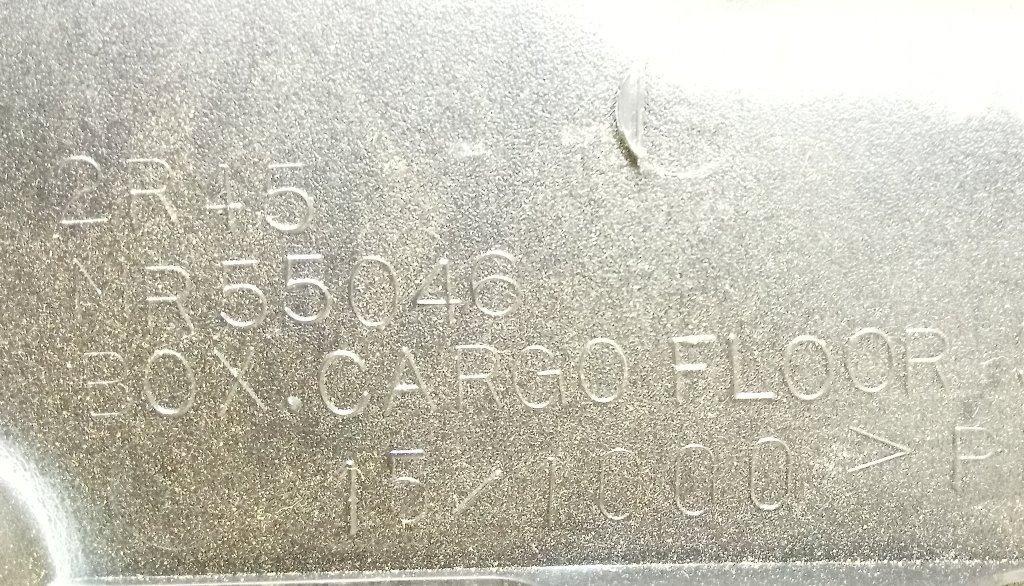 2R45
MR55046
BOX.CARGO FLOOR
15/1000 >P